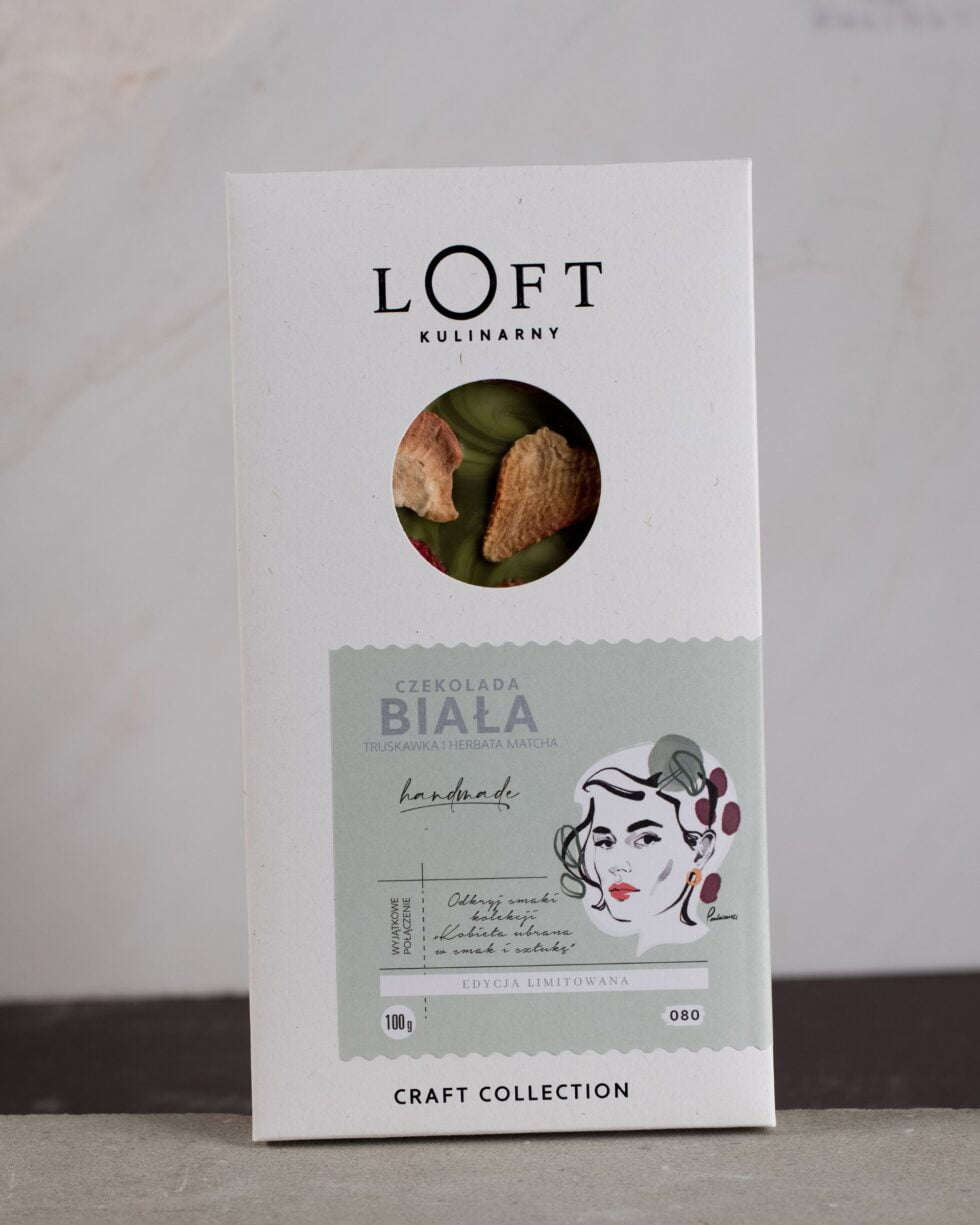 LOFT
KULINARNY
CZEKOLADA
BIAŁA
TRUSKAWKA I HERBATA MATCHA
handmade
WYJĄTKOWE
POŁĄCZENIE
Odkryj smaki
kolekcji
„Kobieta ubrana
w smak i sztukę”
EDYCJA LIMITOWANA
100g
080
CRAFT COLLECTION